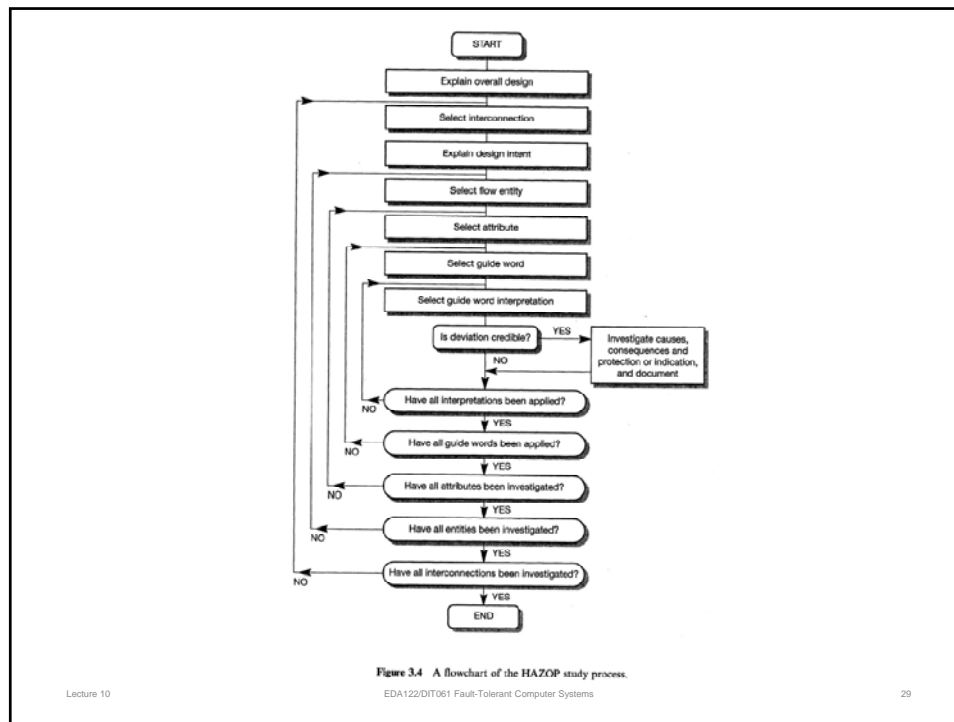 START
Explain overall design
Select interconnection
Explain design intent
Select flow entity
Select attribute
Select guide word
Select guide word interpretation
Is deviation credible?
YES
Investigate causes,
consequences and
protection or indication,
and document
NO
Have all interpretations been applied?
NO
YES
Have all guide words been applied?
NO
YES
Have all attributes been investigated?
NO
YES
Have all entities been investigated?
NO
YES
Have all interconnections been investigated?
NO
YES
END
Figure 3.4 A flowchart of the HAZOP study process.
Lecture 10
EDA122/DIT061 Fault-Tolerant Computer Systems
29